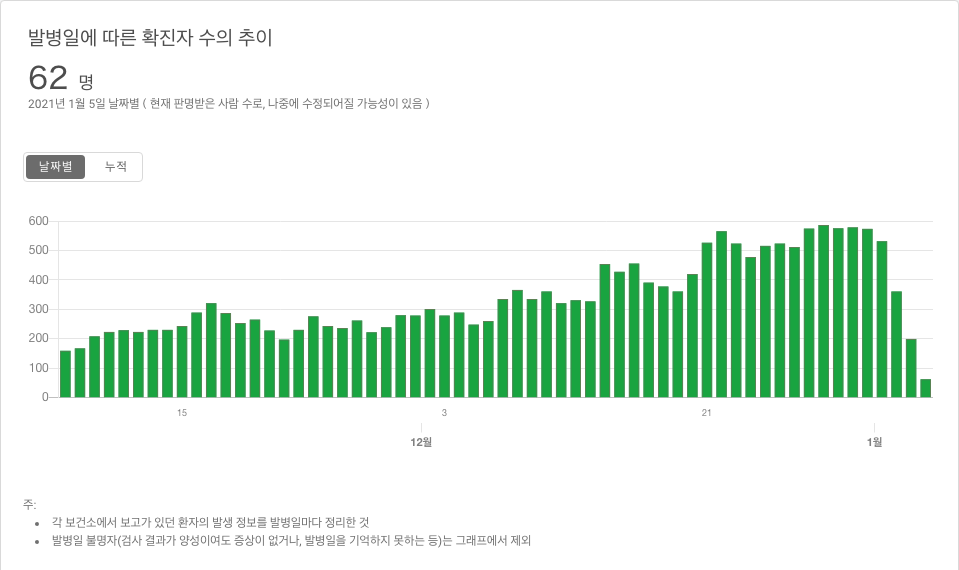 발병일에 따른 확진자 수의 추이
62 명
2021년 1월 5일 날짜별 ( 현재 판명받은 사람 수로, 나중에 수정되어질 가능성이 있음 )
날짜별 누적
600
500
400
300
200
100
0
15 3 21
12월 1월
주:
• 각 보건소에서 보고가 있던 환자의 발생 정보를 발병일마다 정리한 것
• 발병일 불명자(검사 결과가 양성이여도 증상이 없거나, 발병일을 기억하지 못하는 등)는 그래프에서 제외